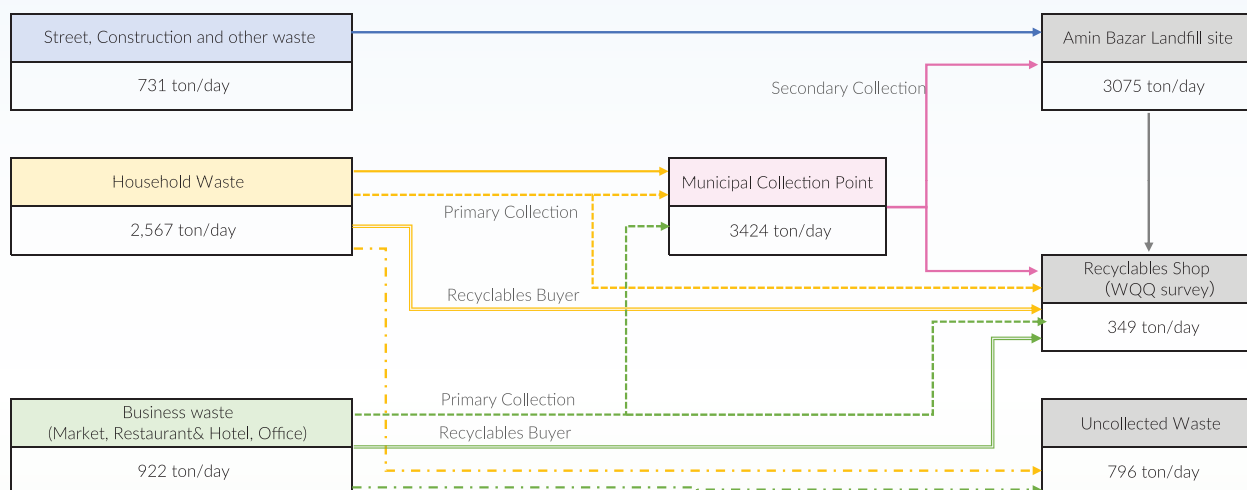 Street, Construction and other waste
731 ton/day
Amin Bazar Landfill site
3075 ton/day
Secondary Collection
Household Waste
2,567 ton/day
Primary Collection
Municipal Collection Point
3424 ton/day
Recyclables Buyer
Recyclables Shop
(WQQ survey)
349 ton/day
Business waste
(Market, Restaurant& Hotel, Office)
922 ton/day
Primary Collection
Recyclables Buyer
Uncollected Waste
796 ton/day